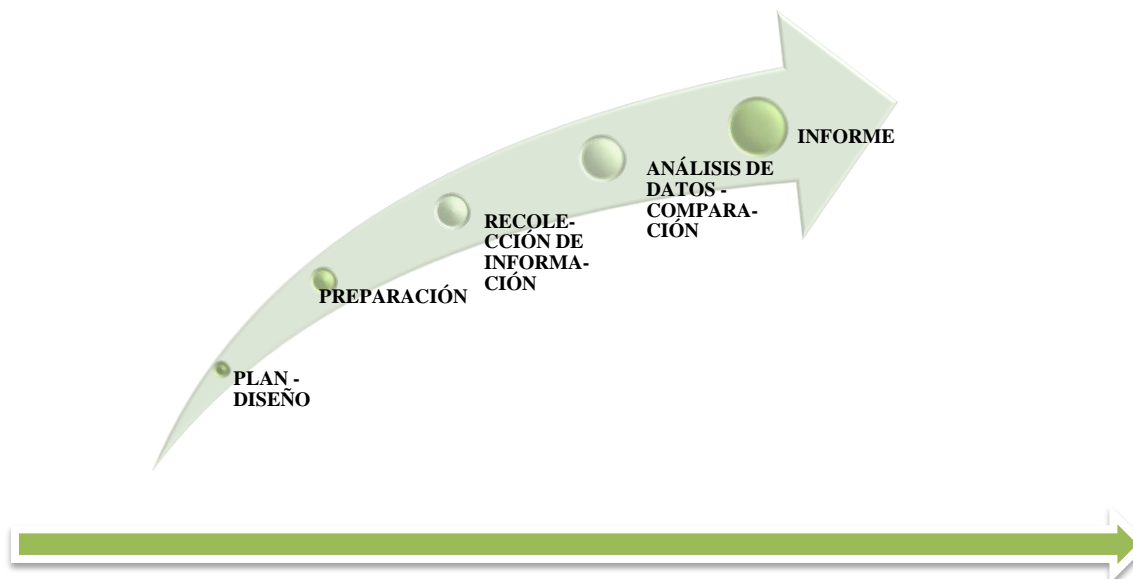 PLAN -
DISEÑO
PREPARACIÓN
RECOLE-
CCIÓN DE
INFORMA-
CIÓN
ANÁLISIS DE
DATOS -
COMPARA-
CIÓN
INFORME